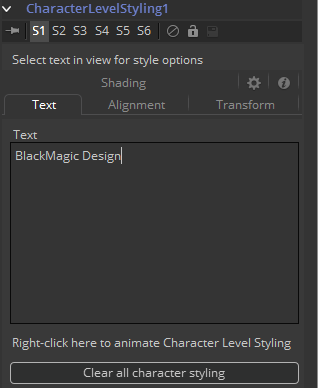 CharacterLevelStyling1
S1 S2 S3 S4 S5 S6
Select text in view for style options
Shading
Text Alignment Transform
Text
BlackMagic Design
Right-click here to animate Character Level Styling
Clear all character styling